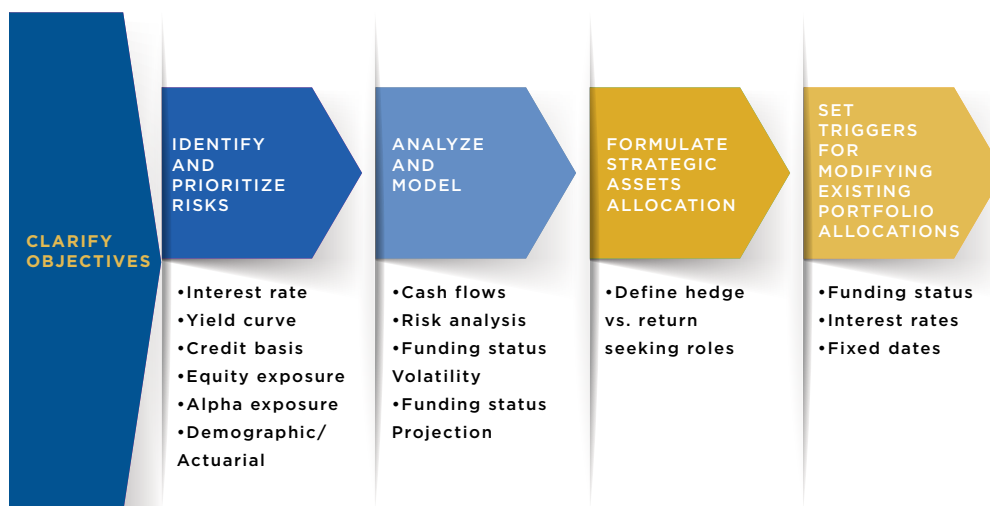 CLARIFY
OBJECTIVES
IDENTIFY
AND
PRIORITIZE
RISKS
•Interest rate
•Yield curve
•Credit basis
•Equity exposure
•Alpha exposure
•Demographic/
Actuarial
ANALYZE
AND
MODEL
•Cash flows
•Risk analysis
•Funding status
Volatility
•Funding status
Projection
FORMULATE
STRATEGIC
ASSETS
ALLOCATION
•Define hedge
vs. return
seeking roles
SET
TRIGGERS
FOR
MODIFYING
EXISTING
PORTFOLIO
ALLOCATIONS
•Funding status
•Interest rates
•Fixed dates